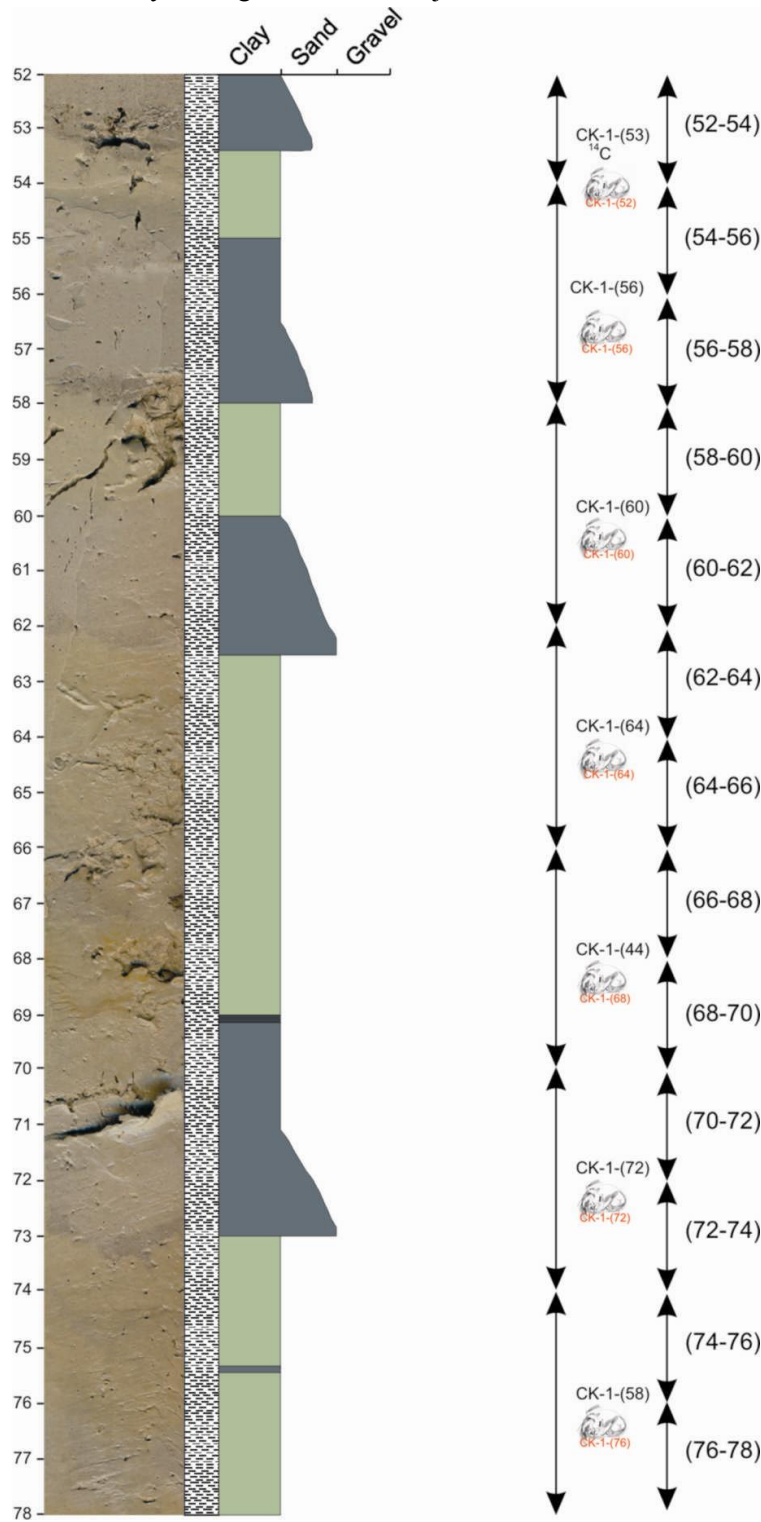 Clay Sand Gravel
52
53
54
55
56
57
58
59
60
61
62
63
64
65
66
67
68
69
70
71
72
73
74
75
76
77
78
CK-1-(53)
14C
CK-1-(52)
CK-1-(56)
CK-1-(56)
CK-1-(60)
CK-1-(60)
CK-1-(64)
CK-1-(64)
CK-1-(44)
CK-1-(68)
CK-1-(72)
CK-1-(72)
CK-1-(58)
CK-1-(76)
(52-54)
(54-56)
(56-58)
(58-60)
(60-62)
(62-64)
(64-66)
(66-68)
(68-70)
(70-72)
(72-74)
(74-76)
(76-78)